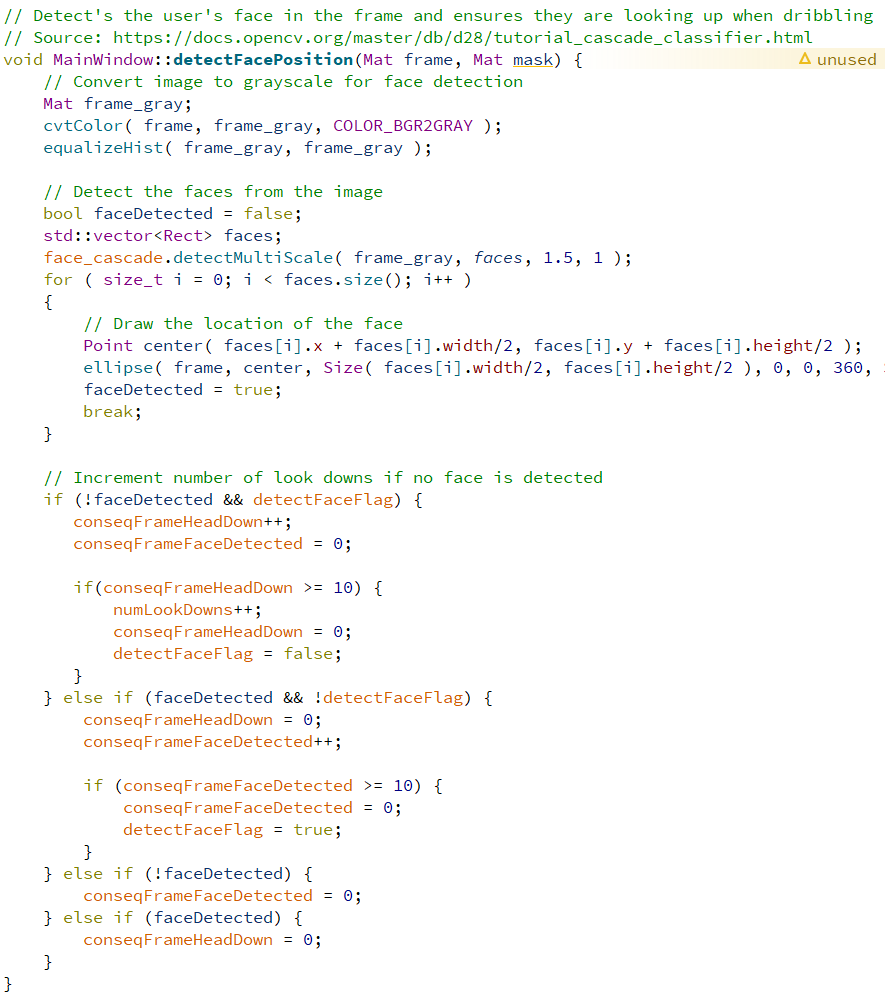 // Detect's the user's face in the frame and ensures they are looking up when dribbling
// Source: https://docs.opencv.org/master/db/d28/tutorial_cascade_classifier.html
void MainWindow::detectFacePosition(Mat frame, Mat mask) { ⚠ unused
    // Convert image to grayscale for face detection
    Mat frame_gray;
    cvtColor( frame, frame_gray, COLOR_BGR2GRAY );
    equalizeHist( frame_gray, frame_gray );

    // Detect the faces from the image
    bool faceDetected = false;
    std::vector<Rect> faces;
    face_cascade.detectMultiScale( frame_gray, faces, 1.5, 1 );
    for ( size_t i = 0; i < faces.size(); i++ )
    {
        // Draw the location of the face
        Point center( faces[i].x + faces[i].width/2, faces[i].y + faces[i].height/2 );
        ellipse( frame, center, Size( faces[i].width/2, faces[i].height/2 ), 0, 0, 360,
        faceDetected = true;
        break;
    }

    // Increment number of look downs if no face is detected
    if (!faceDetected && detectFaceFlag) {
       conseqFrameHeadDown++;
       conseqFrameFaceDetected = 0;

       if(conseqFrameHeadDown >= 10) {
           numLookDowns++;
           conseqFrameHeadDown = 0;
           detectFaceFlag = false;
       }
    } else if (faceDetected && !detectFaceFlag) {
        conseqFrameHeadDown = 0;
        conseqFrameFaceDetected++;

        if (conseqFrameFaceDetected >= 10) {
            conseqFrameFaceDetected = 0;
            detectFaceFlag = true;
        }
    } else if (!faceDetected) {
        conseqFrameFaceDetected = 0;
    } else if (faceDetected) {
        conseqFrameHeadDown = 0;
    }
}